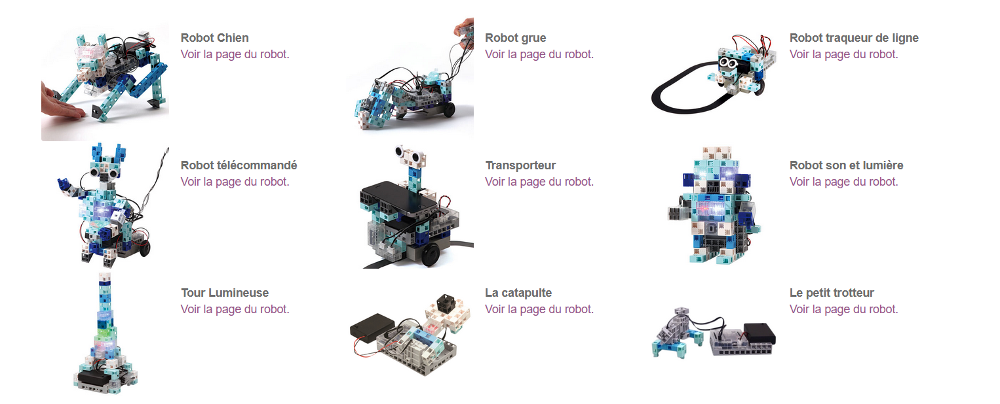 Robot Chien
Voir la page du robot.
Robot grue
Voir la page du robot.
Robot traqueur de ligne
Voir la page du robot.
Robot télécommandé
Voir la page du robot.
Transporteur
Voir la page du robot.
Robot son et lumière
Voir la page du robot.
Tour Lumineuse
Voir la page du robot.
La catapulte
Voir la page du robot.
Le petit trotteur
Voir la page du robot.